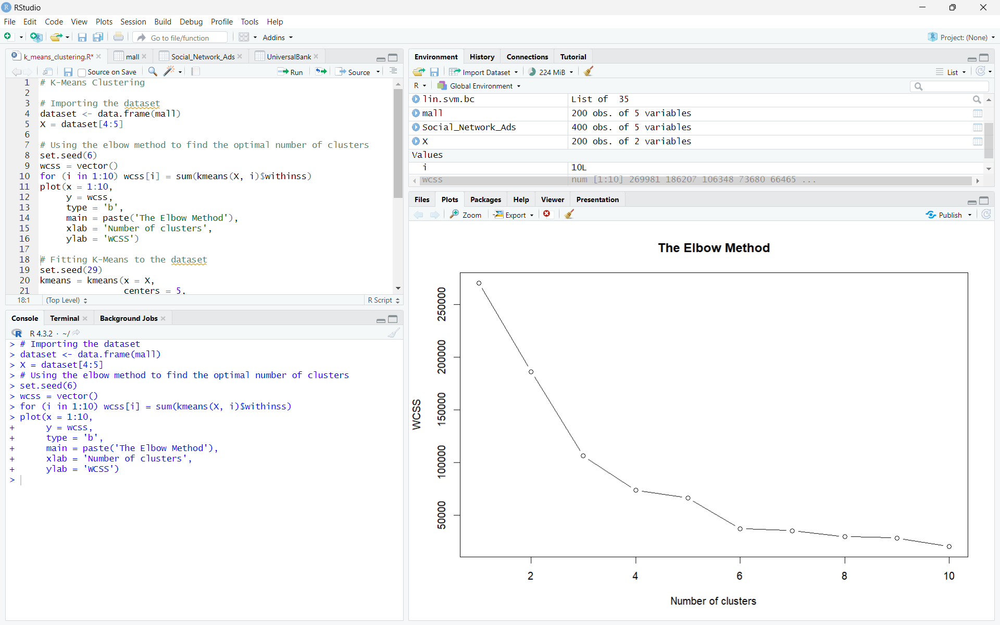 RStudio
File Edit Code View Plots Session Build Debug Profile Tools Help
Go to file/function Addins Project: (None)
k_means_clustering.R* mall Social_Network_Ads UniversalBank
Source on Save Run Source
1 # K-Means Clustering
2
3 # Importing the dataset
4 dataset <- data.frame(mall)
5 X = dataset[4:5]
6
7 # Using the elbow method to find the optimal number of clusters
8 set.seed(6)
9 wcss = vector()
10 for (i in 1:10) wcss[i] = sum(kmeans(X, i)$withinss)
11 plot(x = 1:10,
12 y = wcss,
13 type = 'b',
14 main = paste('The Elbow Method'),
15 xlab = 'Number of clusters',
16 ylab = 'WCSS')
17
18 # Fitting K-Means to the dataset
19 set.seed(29)
20 kmeans = kmeans(x = X,
21 centers = 5,
18:1 (Top Level) R Script
Console Terminal Background Jobs
R 4.3.2 · ~/
> # Importing the dataset
> dataset <- data.frame(mall)
> X = dataset[4:5]
> # Using the elbow method to find the optimal number of clusters
> set.seed(6)
> wcss = vector()
> for (i in 1:10) wcss[i] = sum(kmeans(X, i)$withinss)
> plot(x = 1:10,
+ y = wcss,
+ type = 'b',
+ main = paste('The Elbow Method'),
+ xlab = 'Number of clusters',
+ ylab = 'WCSS')
>
Environment History Connections Tutorial
Import Dataset 224 MiB List
R Global Environment
lin.svm.bc List of 35
mall 200 obs. of 5 variables
Social_Network_Ads 400 obs. of 5 variables
X 200 obs. of 2 variables
Values
i 10L
wcss num [1:10] 269981 186207 106348 73680 66465 ...
Files Plots Packages Help Viewer Presentation
Zoom Export Publish
The Elbow Method
WCSS
250000
200000
150000
100000
50000
2 4 6 8 10
Number of clusters